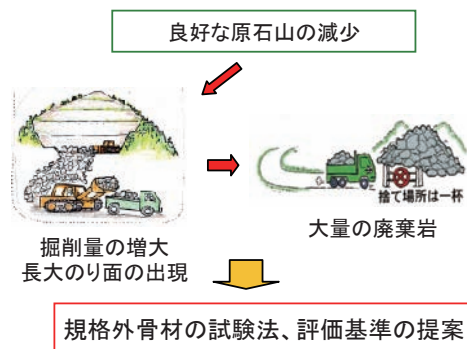 良好な原石山の減少
捨て場所は一杯
掘削量の増大
長大のり面の出現
大量の廃棄岩
規格外骨材の試験法、評価基準の提案